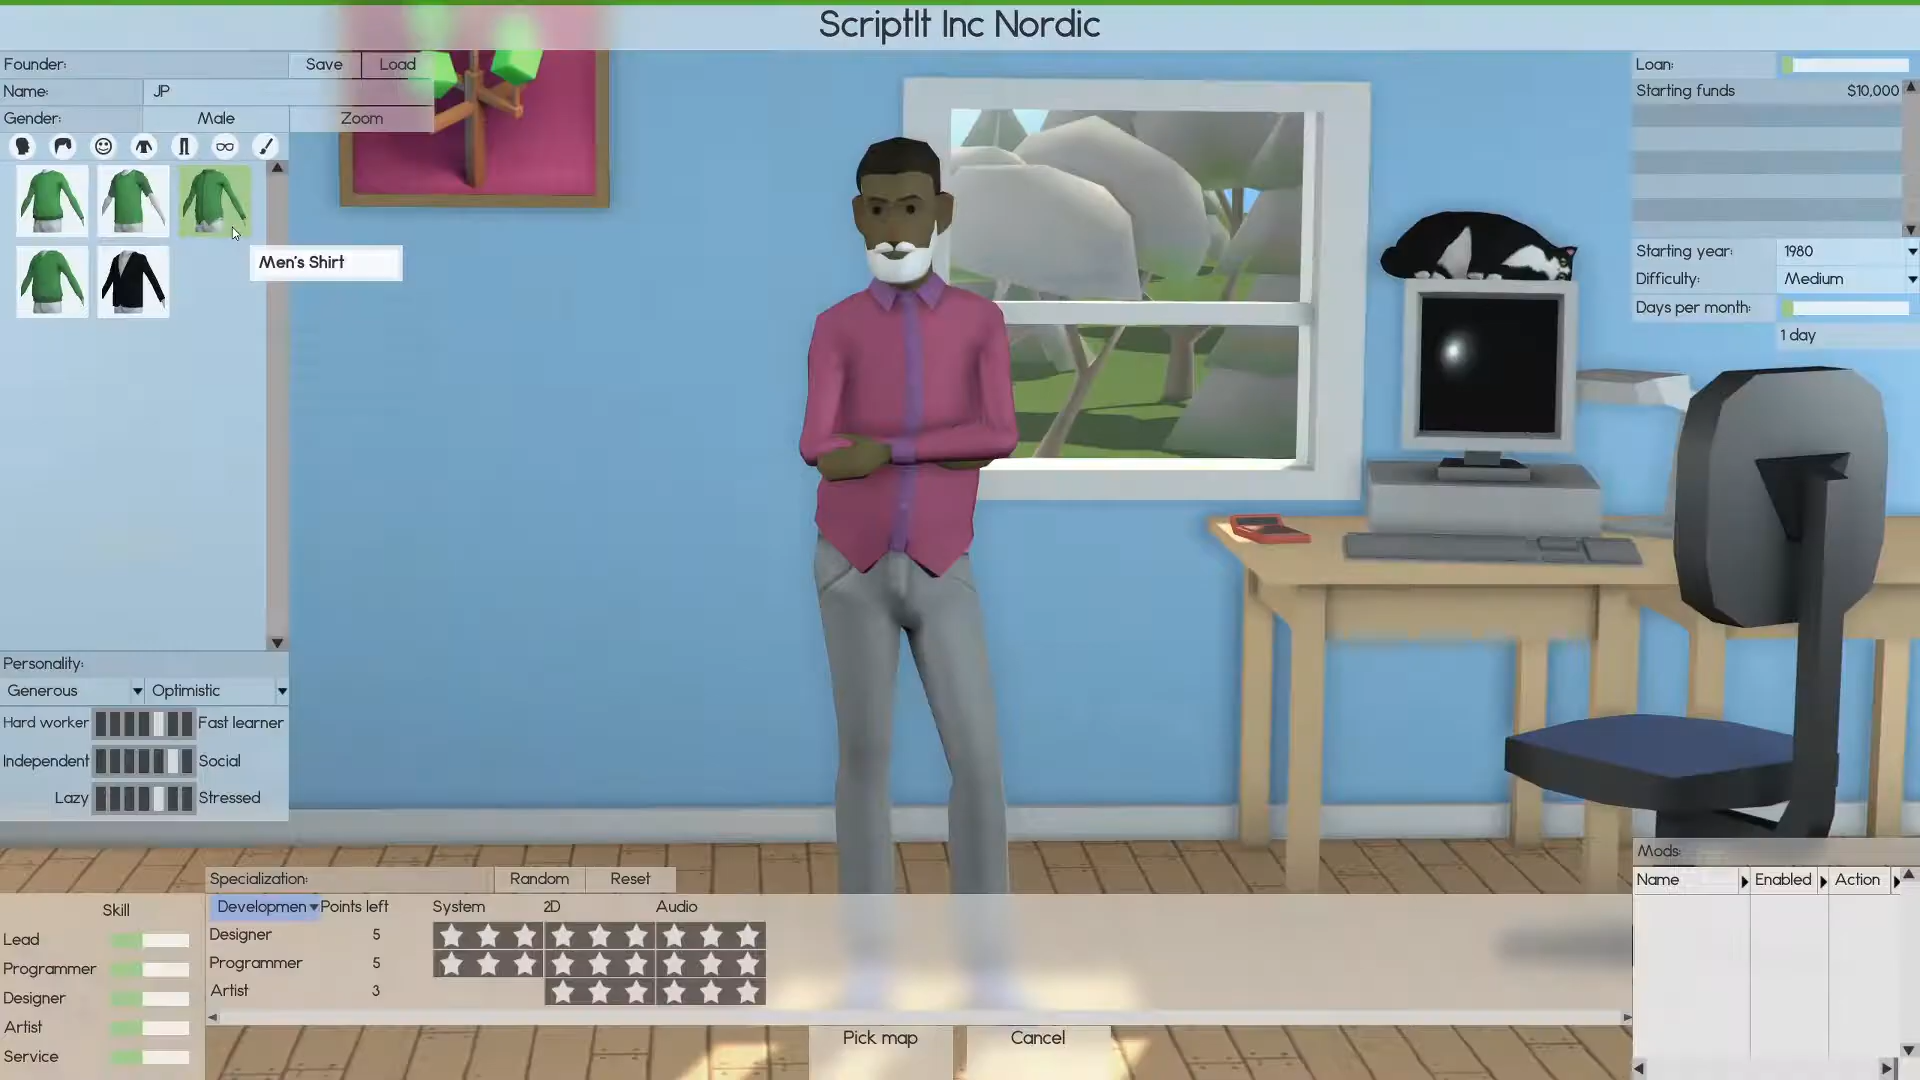 ScriptIt Inc Nordic
Founder:
Save
Load
Name:
JP
Gender:
Male
Zoom
Men's Shirt
Personality:
Generous
Optimistic
Hard worker
Fast learner
Independent
Social
Lazy
Stressed
Skill
Lead
Programmer
Designer
Artist
Service
Specialization:
Random
Reset
Developmen
Points left
System
2D
Audio
Designer
5
Programmer
5
Artist
3
Pick map
Cancel
Loan:
Starting funds
$10,000
Starting year:
1980
Difficulty:
Medium
Days per month:
1 day
Mods:
Name
Enabled
Action